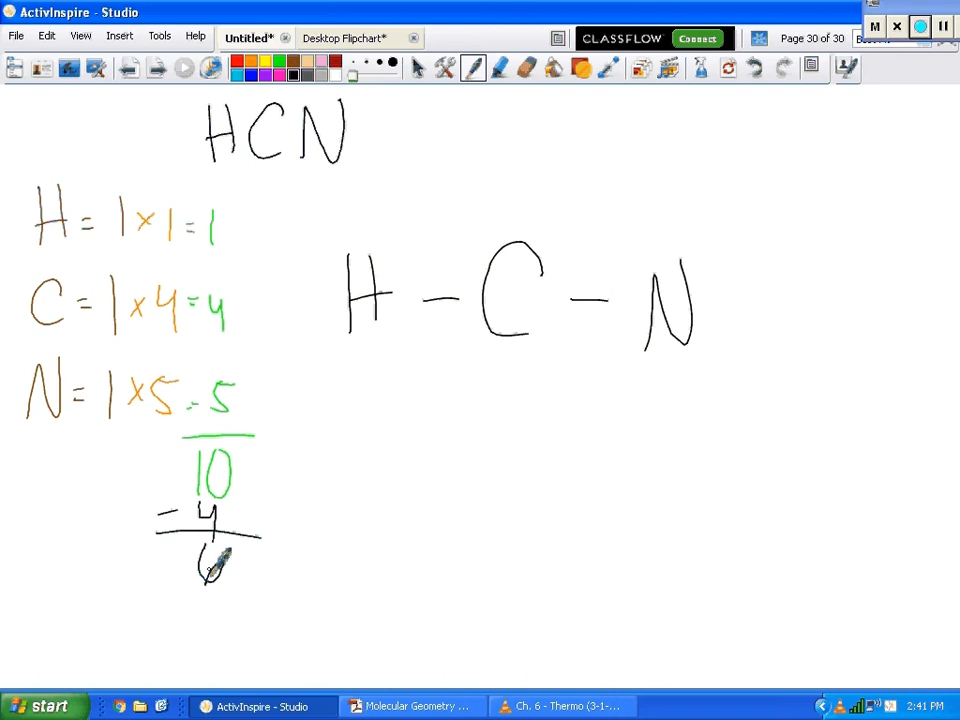 ActivInspire - Studio
File Edit View Insert Tools Help
Untitled* Desktop Flipchart*
CLASSFLOW Connect
Page 30 of 30
M
HCN
H = 1 x 1 = 1
C = 1 x 4 = 4
N = 1 x 5 = 5
10
- 4
6
H - C - N
start
ActivInspire - Studio
Molecular Geometry ...
Ch. 6 - Thermo (3-1-...
2:41 PM